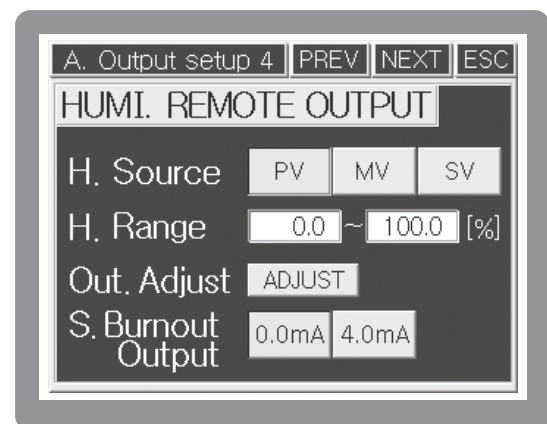 A. Output setup 4 PREV NEXT ESC
HUMI. REMOTE OUTPUT
H. Source PV MV SV
H. Range 0.0 ~ 100.0 [%]
Out. Adjust ADJUST
S. Burnout 0.0mA 4.0mA
Output